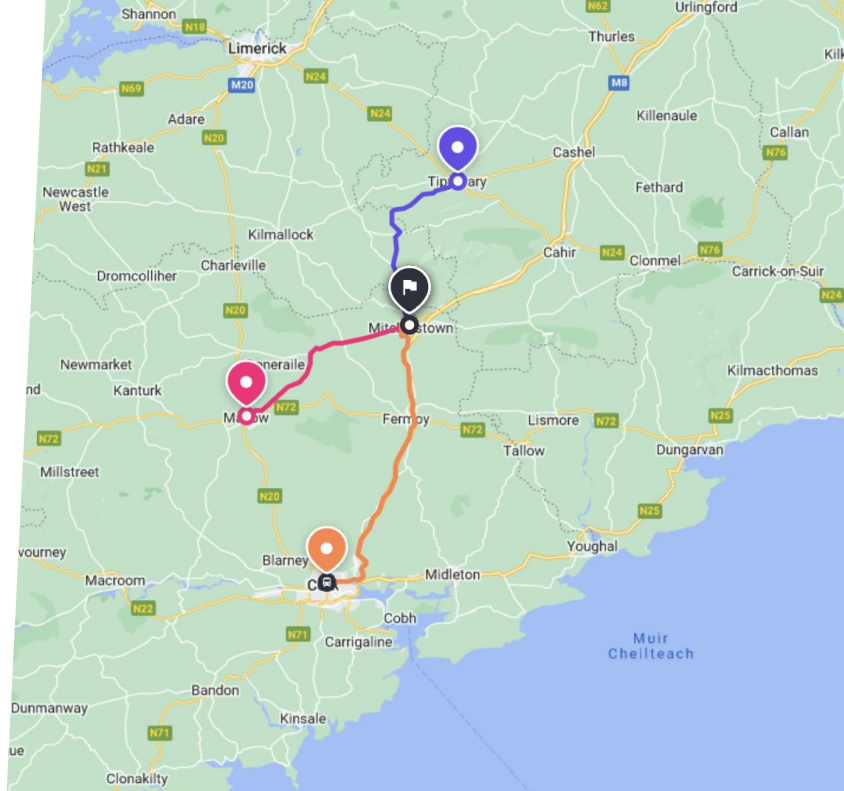 Shannon
N18
Limerick
N62
Urlingford
Thurles
M8
N69
M20
N24
Adare
N20
N24
Killenaule
Callan
Rathkeale
N21
Cashel
N76
Newcastle
West
Fethard
Kilmallock
Charleville
Cahir
N24
Clonmel
N76
Dromcolliher
Carrick-on-Suir
N24
N20
Newmarket
Kanturk
Kilmacthomas
N72
Fermoy
N72
Lismore
N72
N25
N72
Tallow
Dungarvan
Millstreet
N20
N25
Youghal
Blarney
Macroom
Midleton
N22
Cobh
N71
Carrigaline
Muir
Cheilteach
Bandon
Dunmanway
Kinsale
N71
Clonakilty